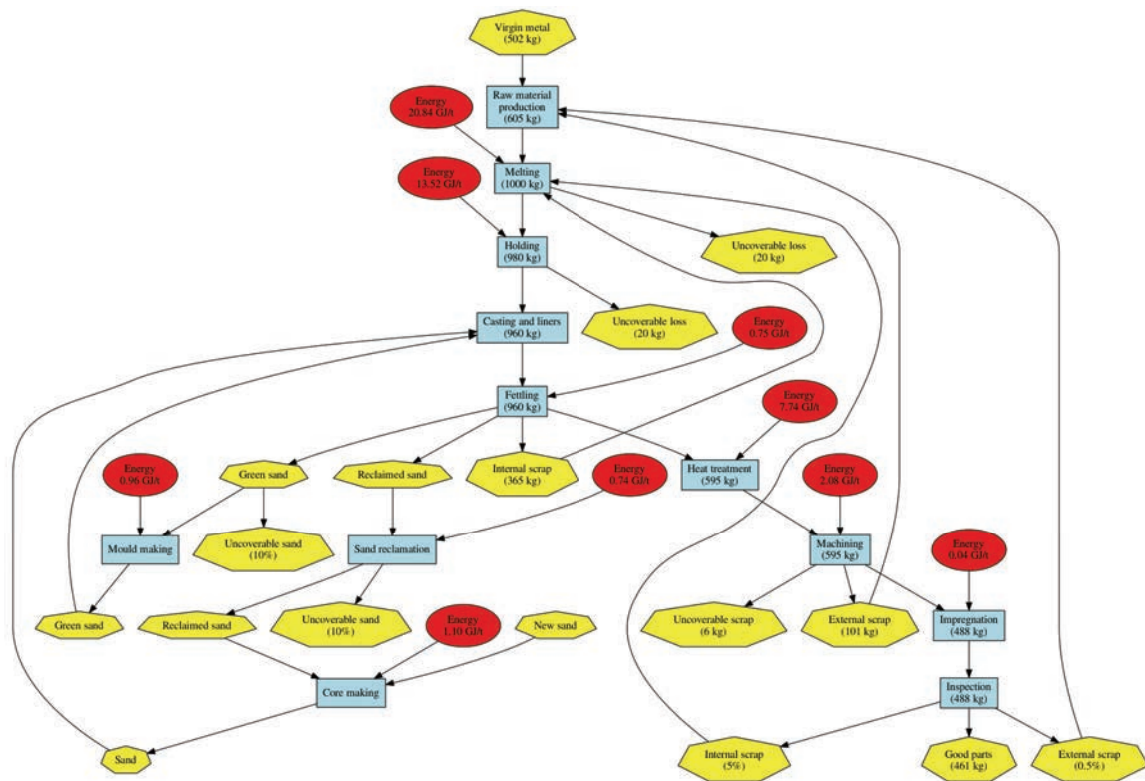 Virgin metal
(502 kg)
Energy
20.84 GJ/t
Raw material
production
(605 kg)
Energy
13.52 GJ/t
Melting
(1000 kg)
Holding
(980 kg)
Uncoverable loss
(20 kg)
Casting and liners
(960 kg)
Uncoverable loss
(20 kg)
Energy
0.75 GJ/t
Fettling
(960 kg)
Energy
7.74 GJ/t
Energy
0.96 GJ/t
Green sand
Reclaimed sand
Internal scrap
(365 kg)
Energy
0.74 GJ/t
Heat treatment
(595 kg)
Energy
2.08 GJ/t
Mould making
Uncoverable sand
(10%)
Sand reclamation
Machining
(595 kg)
Energy
0.04 GJ/t
Green sand
Reclaimed sand
Uncoverable sand
(10%)
Energy
1.10 GJ/t
New sand
Uncoverable scrap
(6 kg)
External scrap
(101 kg)
Impregnation
(488 kg)
Core making
Inspection
(488 kg)
Sand
Internal scrap
(5%)
Good parts
(461 kg)
External scrap
(0.5%)